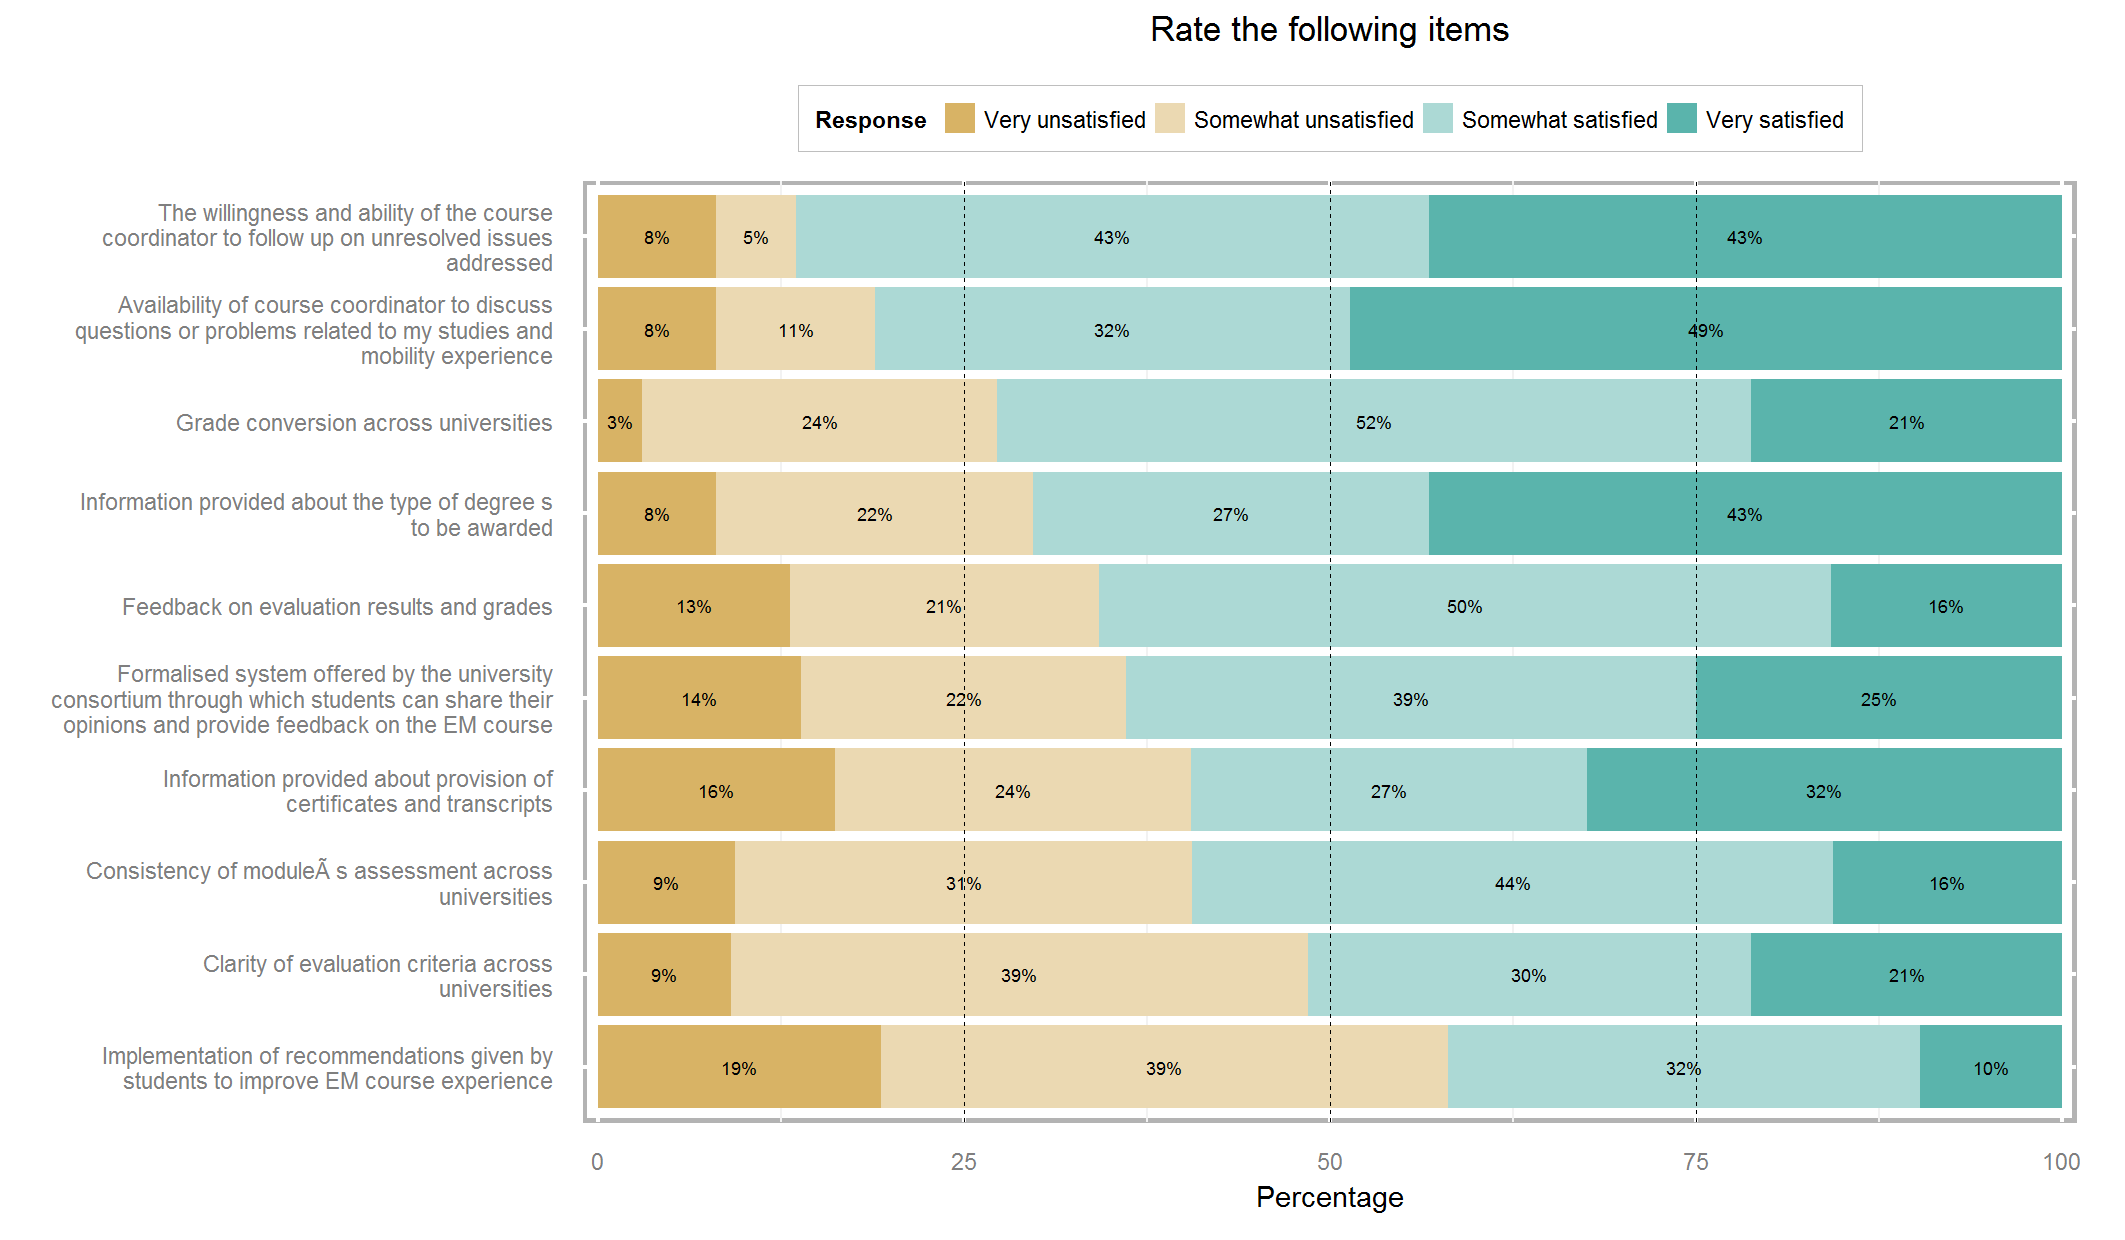 Rate the following items
Response Very unsatisfied Somewhat unsatisfied Somewhat satisfied Very satisfied
The willingness and ability of the course
coordinator to follow up on unresolved issues
addressed
8% 5% 43% 43%
Availability of course coordinator to discuss
questions or problems related to my studies and
mobility experience
8% 11% 32% 49%
Grade conversion across universities
3% 24% 52% 21%
Information provided about the type of degree s
to be awarded
8% 22% 27% 43%
Feedback on evaluation results and grades
13% 21% 50% 16%
Formalised system offered by the university
consortium through which students can share their
opinions and provide feedback on the EM course
14% 22% 39% 25%
Information provided about provision of
certificates and transcripts
16% 24% 27% 32%
Consistency of moduleÃ s assessment across
universities
9% 31% 44% 16%
Clarity of evaluation criteria across
universities
9% 39% 30% 21%
Implementation of recommendations given by
students to improve EM course experience
19% 39% 32% 10%
0 25 50 75 100
Percentage